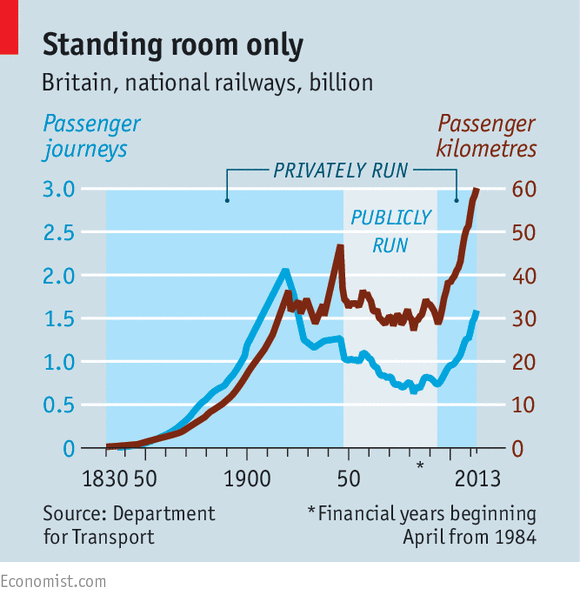 Standing room only
Britain, national railways, billion
Passenger
journeys
Passenger
kilometres
PRIVATELY RUN
PUBLICLY
RUN
3.0
2.5
2.0
1.5
1.0
0.5
0
60
50
40
30
20
10
0
*
1830 50 1900 50 2013
Source: Department
for Transport
*Financial years beginning
April from 1984
Economist.com